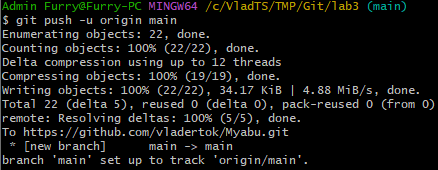 Admin Furry@Furry-PC MINGW64 /c/VladTS/TMP/Git/lab3 (main)
$ git push -u origin main
Enumerating objects: 22, done.
Counting objects: 100% (22/22), done.
Delta compression using up to 12 threads
Compressing objects: 100% (19/19), done.
Writing objects: 100% (22/22), 34.17 KiB | 4.88 MiB/s, done.
Total 22 (delta 5), reused 0 (delta 0), pack-reused 0 (from 0)
remote: Resolving deltas: 100% (5/5), done.
To https://github.com/vladertok/Myabu.git
 * [new branch]      main -> main
branch 'main' set up to track 'origin/main'.